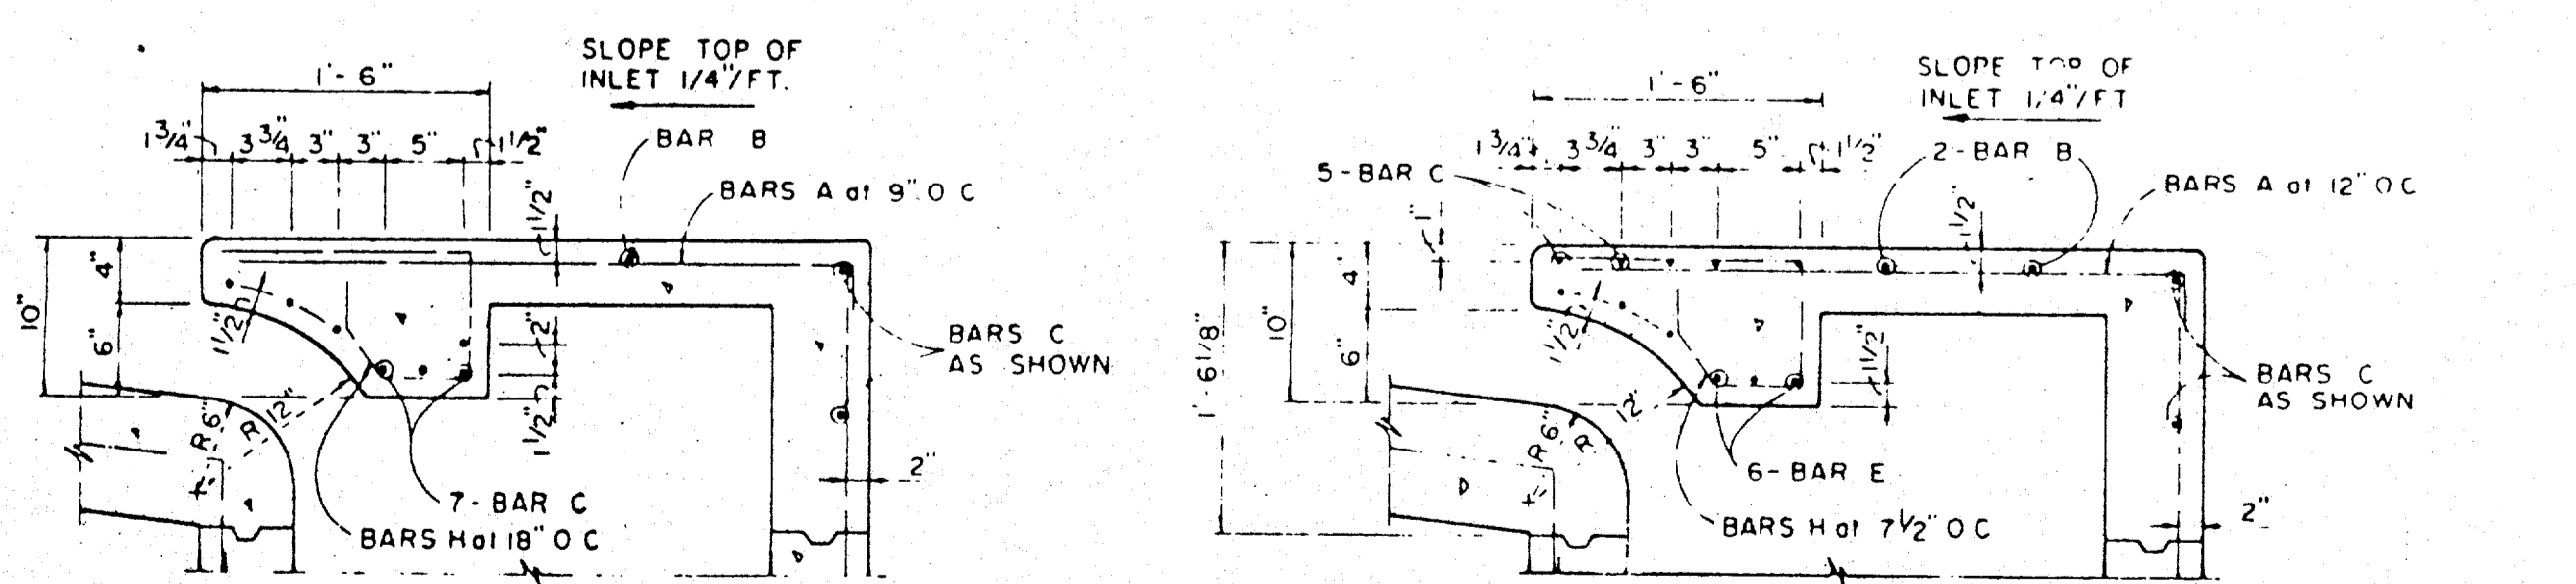 SLOPE TOP OF
INLET 1/4"/FT.
1'-6"
1 3/4" 3 3/4" 3" 3" 5" 1 1/2"
BAR B
BARS A at 9" O C
1 1/2"
4"
10"
6"
1 1/2"
2"
1 1/2"
BARS C
AS SHOWN
R 6"
R 12"
2"
7-BAR C
BARS H at 18" O C
SLOPE TOP OF
INLET 1/4"/FT
1'-6"
1 3/4" 3 3/4" 3" 3" 5" 1 1/2"
2-BAR B
5-BAR C
BARS A at 12" O C
1"
1 1/2"
4'
10"
6"
1'-6 1/8"
1 1/2"
1 1/2"
BARS C
AS SHOWN
R 6"
R 12"
6-BAR E
BARS H at 7 1/2" O C
2"